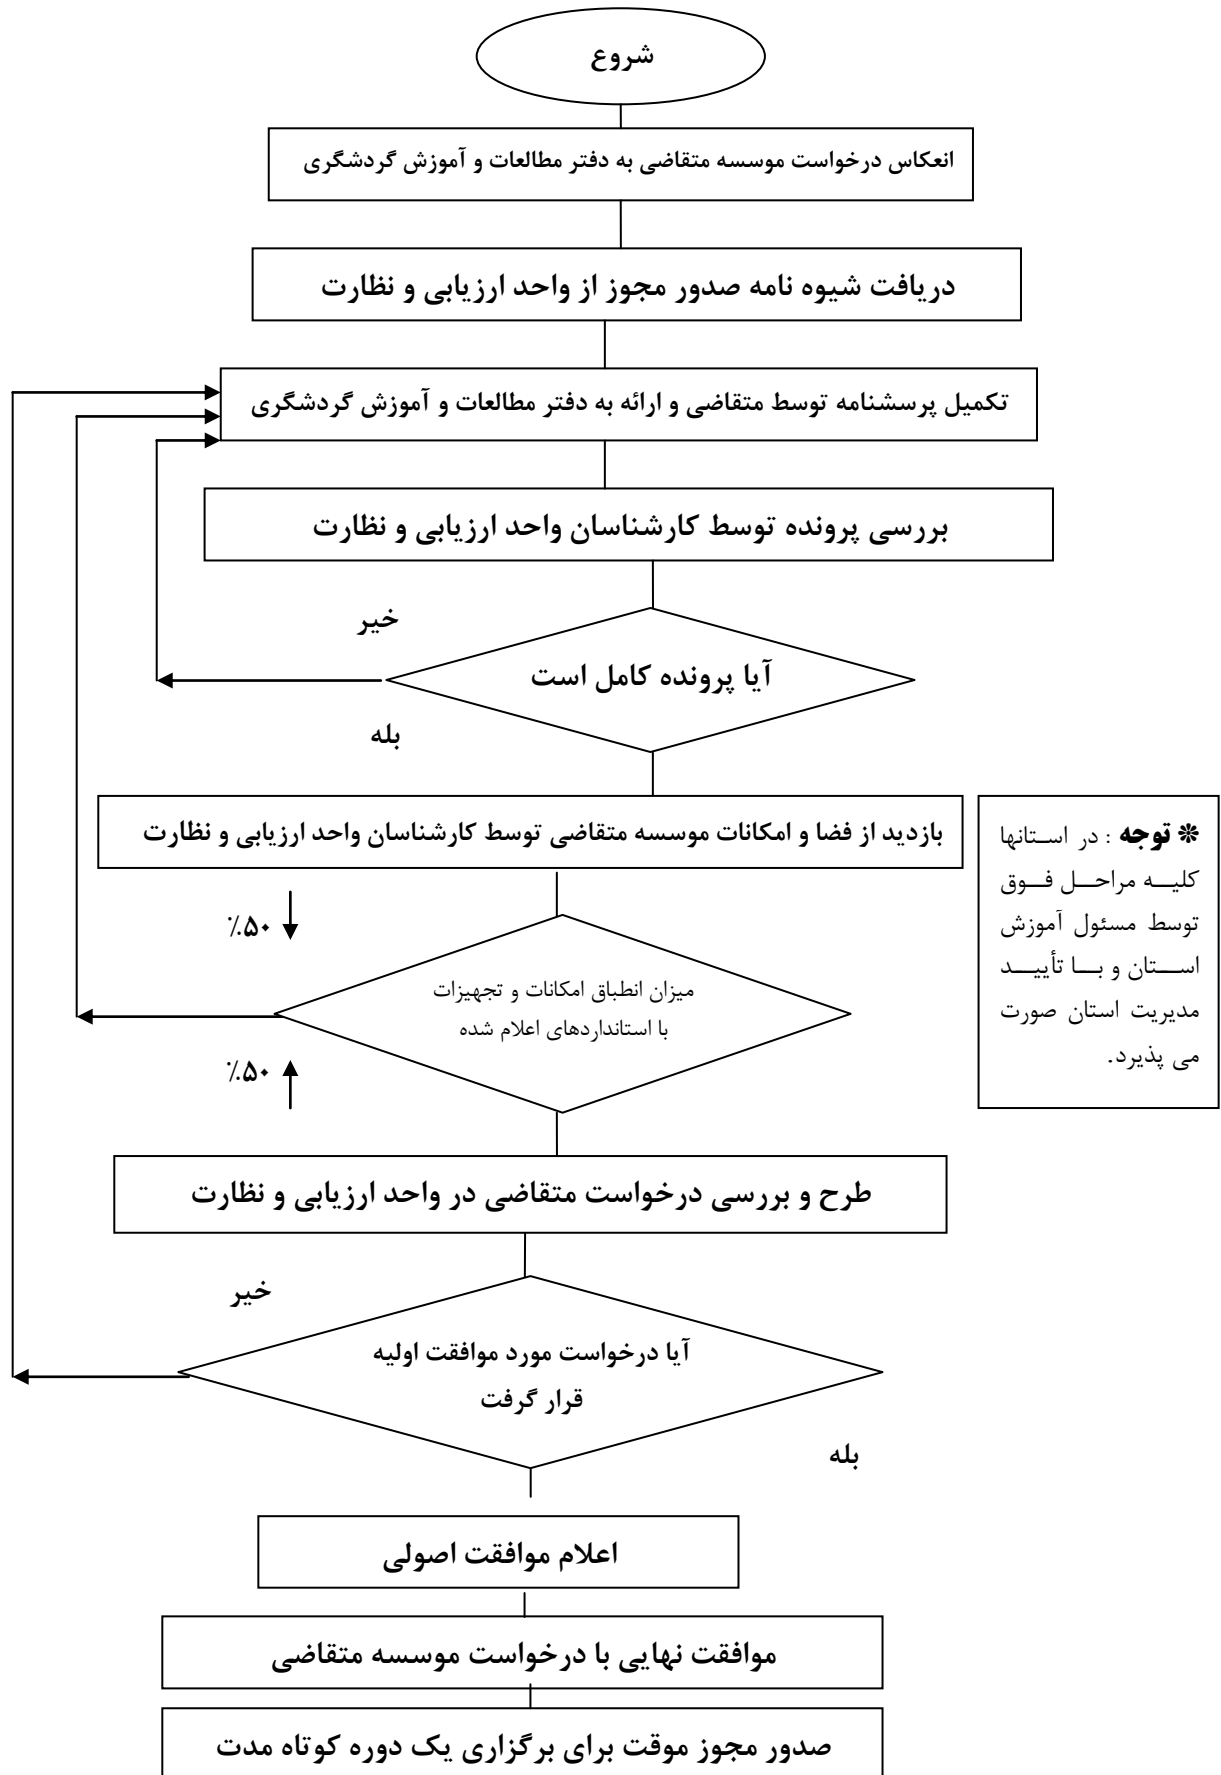 شروع
انعکاس درخواست موسسه متقاضی به دفتر مطالعات و آموزش گردشگری
دریافت شیوه نامه صدور مجوز از واحد ارزیابی و نظارت
تکمیل پرسشنامه توسط متقاضی و ارائه به دفتر مطالعات و آموزش گردشگری
بررسی پرونده توسط کارشناسان واحد ارزیابی و نظارت
خیر
آیا پرونده کامل است
بله
بازدید از فضا و امکانات موسسه متقاضی توسط کارشناسان واحد ارزیابی و نظارت
❋ توجه : در استانها
کلیه مراحل فوق
توسط مسئول آموزش
استان و با تأیید
مدیریت استان صورت
می پذیرد.
٪۵۰
میزان انطباق امکانات و تجهیزات
با استانداردهای اعلام شده
٪۵۰
طرح و بررسی درخواست متقاضی در واحد ارزیابی و نظارت
خیر
آیا درخواست مورد موافقت اولیه
قرار گرفت
بله
اعلام موافقت اصولی
موافقت نهایی با درخواست موسسه متقاضی
صدور مجوز موقت برای برگزاری یک دوره کوتاه مدت